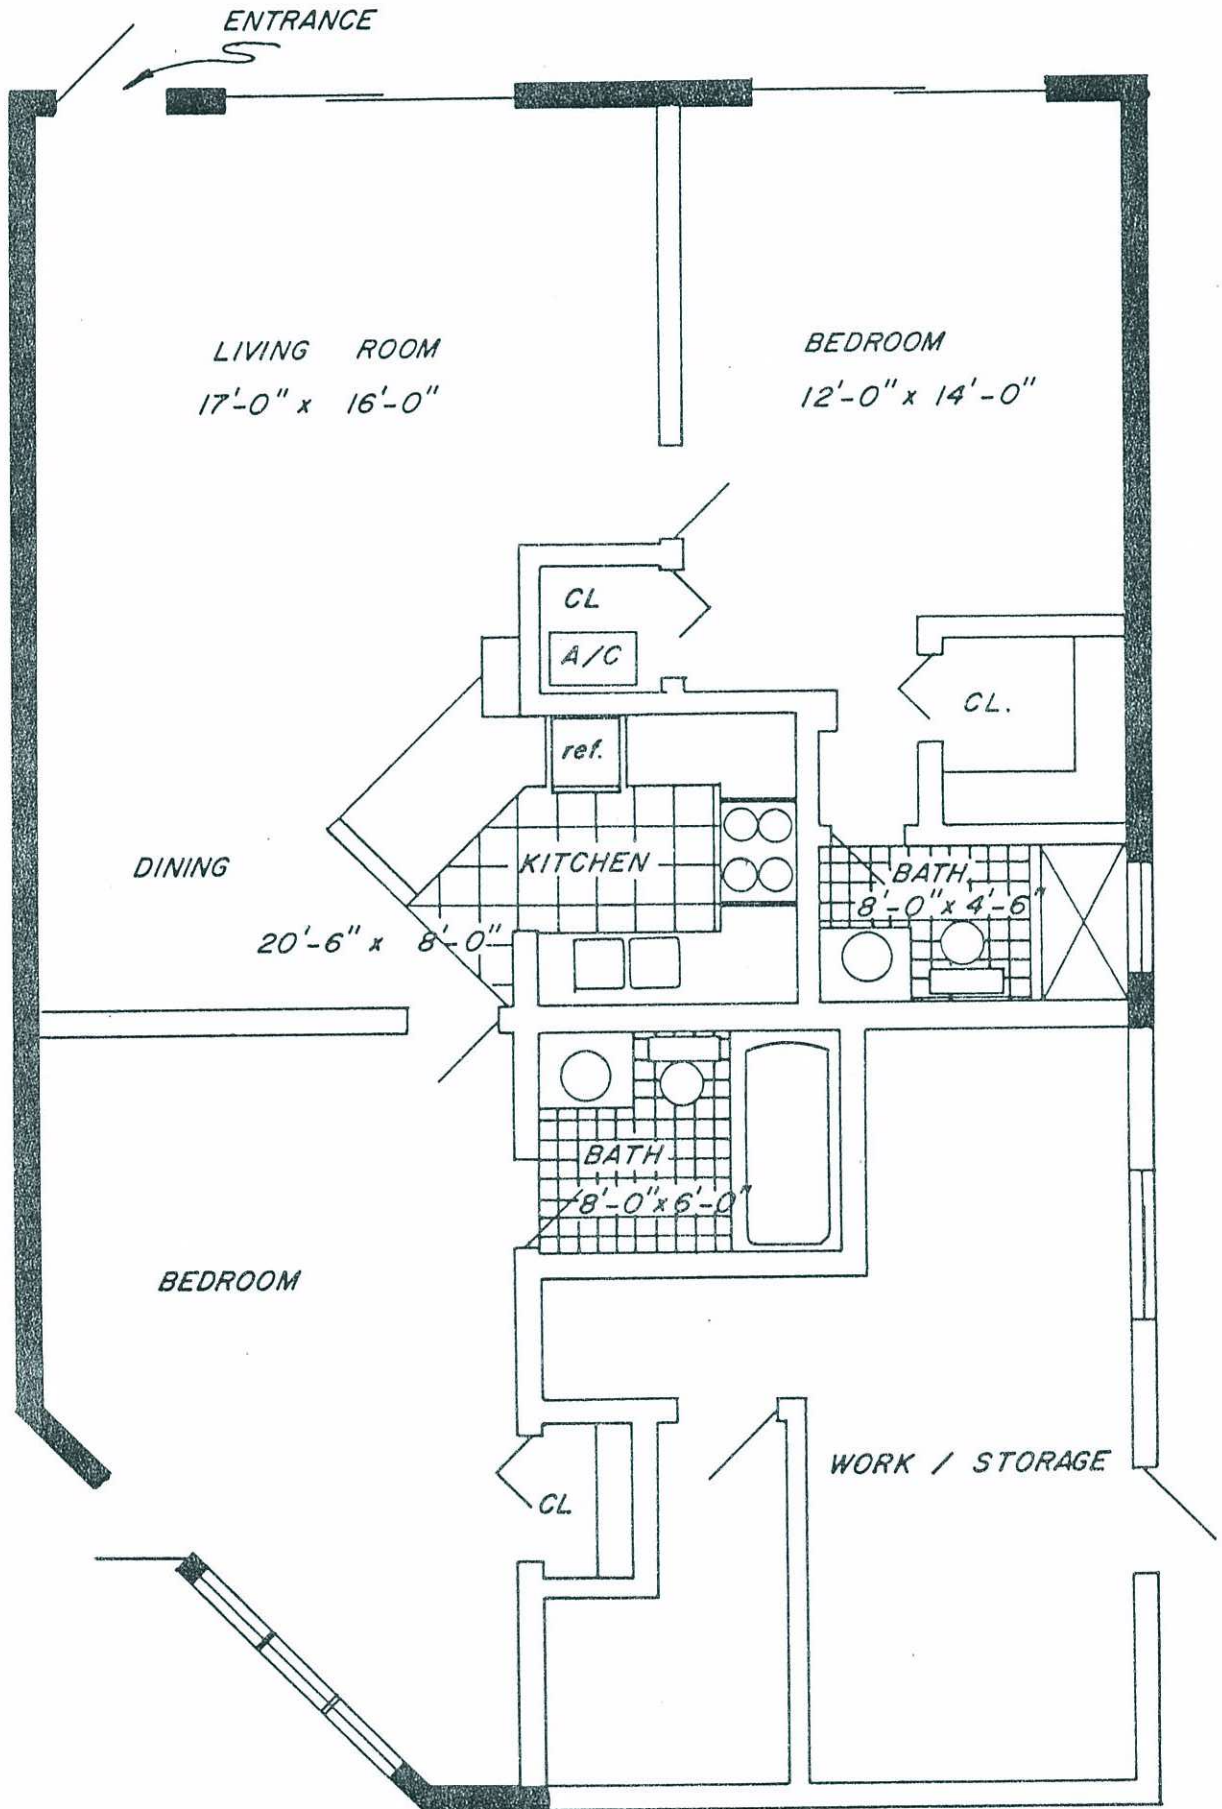 ENTRANCE
LIVING ROOM
17'-0" x 16'-0"
BEDROOM
12'-0" x 14'-0"
CL
A/C
CL.
ref.
DINING
KITCHEN
20'-6" x 8'-0"
BATH
8'-0" x 4'-6"
BATH
8'-0" x 6'-0"
BEDROOM
CL
WORK / STORAGE